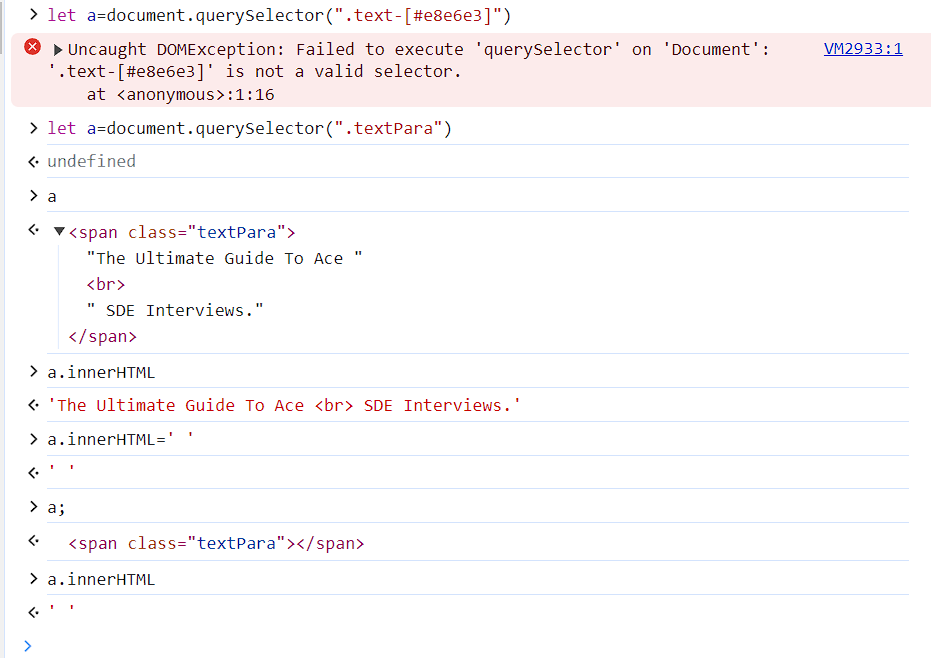 > let a=document.querySelector(".text-[#e8e6e3]")
▶Uncaught DOMException: Failed to execute 'querySelector' on 'Document': VM2933:1
'.text-[#e8e6e3]' is not a valid selector.
at <anonymous>:1:16
> let a=document.querySelector(".textPara")
undefined
> a
▼<span class="textPara">
"The Ultimate Guide To Ace "
<br>
" SDE Interviews."
</span>
> a.innerHTML
'The Ultimate Guide To Ace <br> SDE Interviews.'
> a.innerHTML=' '
' '
> a;
<span class="textPara"></span>
> a.innerHTML
' '
>